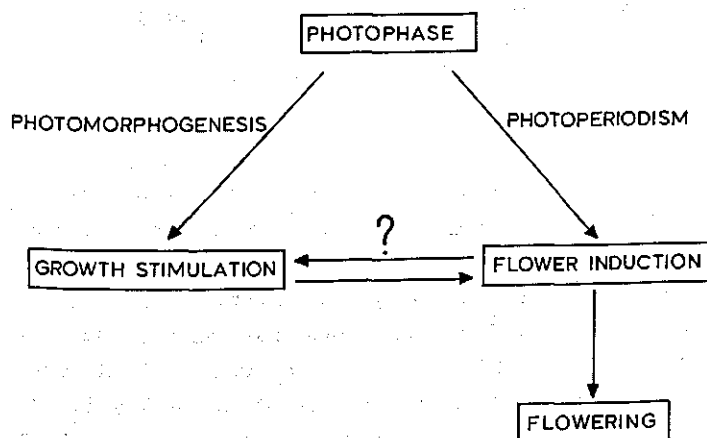 PHOTOPHASE
PHOTOMORPHOGENESIS
PHOTOPERIODISM
?
GROWTH STIMULATION
FLOWER INDUCTION
FLOWERING